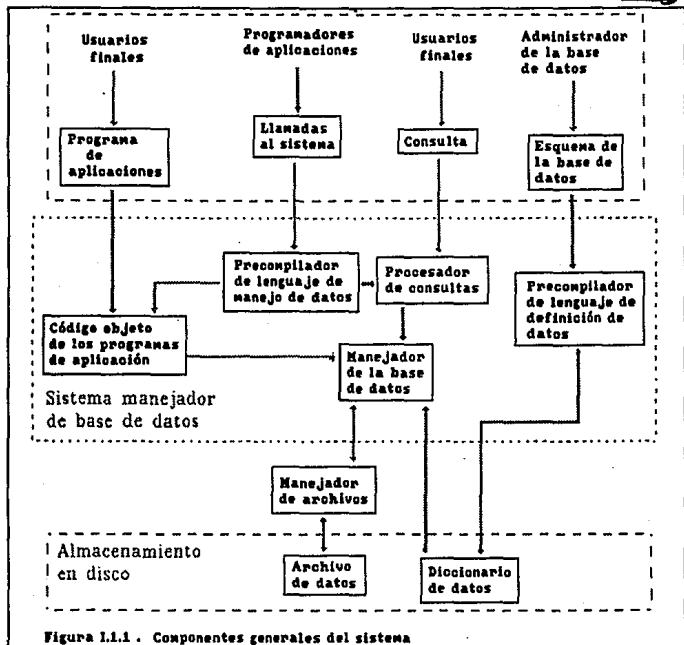 Usuarios
finales
Programadores
de aplicaciones
Usuarios
finales
Administrador
de la base
de datos
Programa
de
aplicaciones
Llamadas
al sistema
Consulta
Esquema de
la base de
datos
Precompilador
de lenguaje de
manejo de datos
Procesador
de consultas
Precompilador
de lenguaje de
definición de
datos
Código objeto
de los programas
de aplicación
Manejador
de la base
de datos
Sistema manejador
de base de datos
Manejador
de archivos
Almacenamiento
en disco
Archivo
de datos
Diccionario
de datos
Figura I.1.1 . Componentes generales del sistema